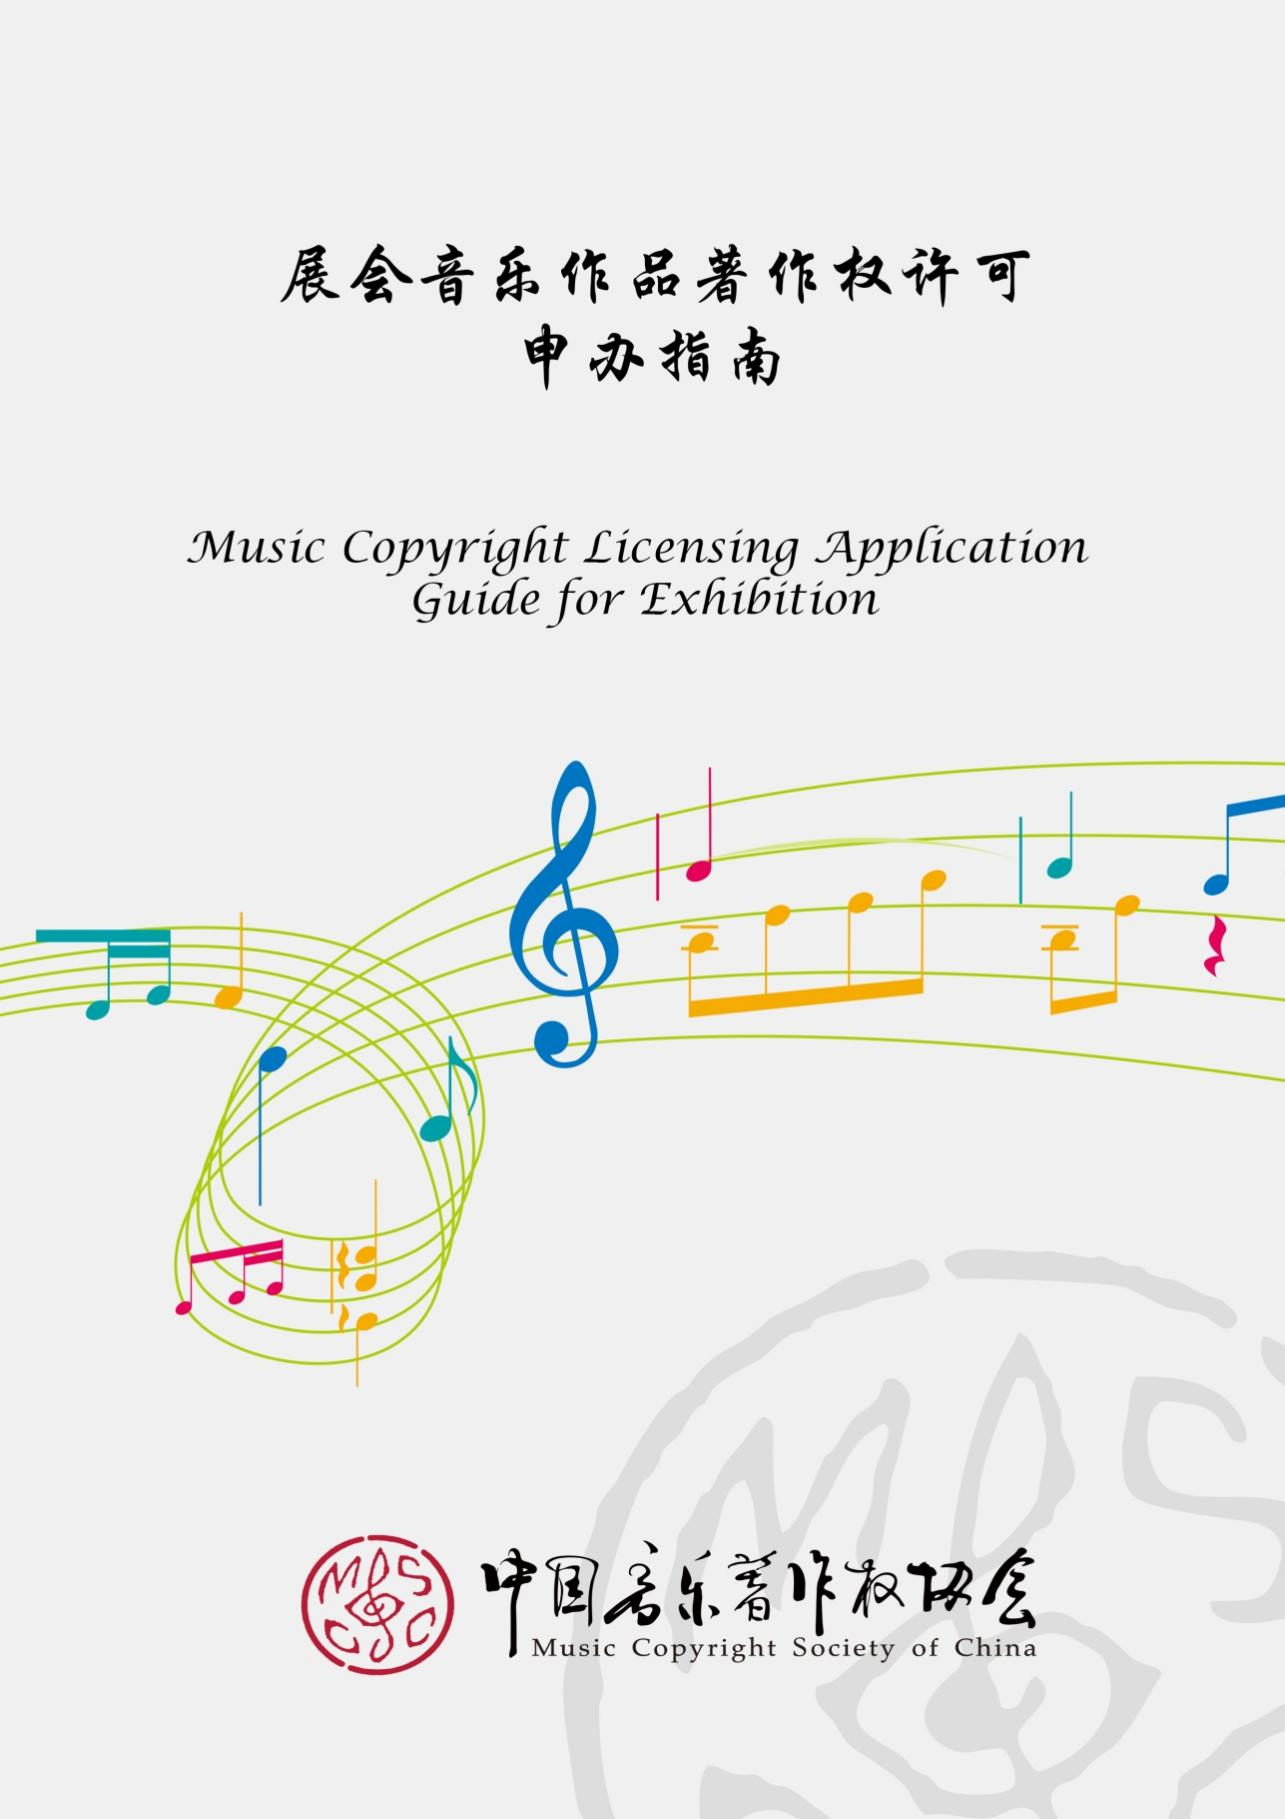 展会音乐作品著作权许可
申办指南
Music Copyright Licensing Application
Guide for Exhibition
MSCSC
中国音乐著作权协会
Music Copyright Society of China